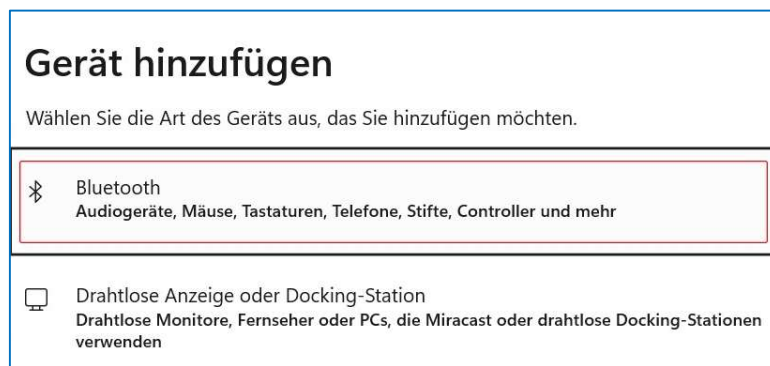 Gerät hinzufügen
Wählen Sie die Art des Geräts aus, das Sie hinzufügen möchten.
Bluetooth
Audiogeräte, Mäuse, Tastaturen, Telefone, Stifte, Controller und mehr
Drahtlose Anzeige oder Docking-Station
Drahtlose Monitore, Fernseher oder PCs, die Miracast oder drahtlose Docking-Stationen
verwenden